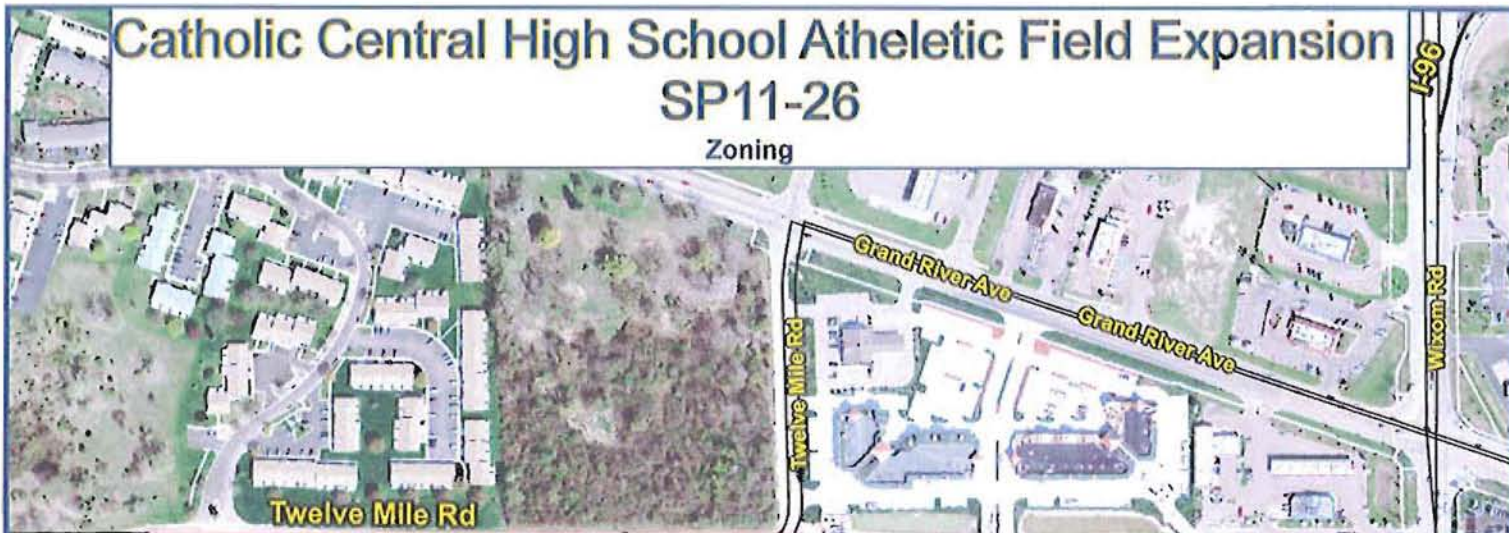 Catholic Central High School Atheletic Field Expansion
SP11-26
Zoning
I-96
Grand River Ave
Grand River Ave
Twelve Mile Rd
Wixom Rd
Twelve Mile Rd